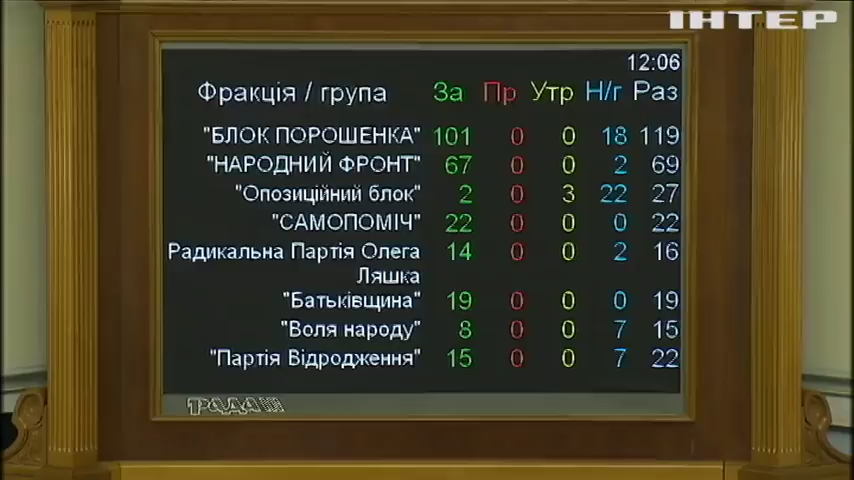 ІНТЕР
12:06
Фракція / група За Пр Утр Н/г Раз
"БЛОК ПОРОШЕНКА" 101 0 0 18 119
"НАРОДНИЙ ФРОНТ" 67 0 0 2 69
"Опозиційний блок" 2 0 3 22 27
"САМОПОМІЧ" 22 0 0 0 22
Радикальна Партія Олега 14 0 0 2 16
Ляшка
"Батьківщина" 19 0 0 0 19
"Воля народу" 8 0 0 7 15
"Партія Відродження" 15 0 0 7 22
РАДА